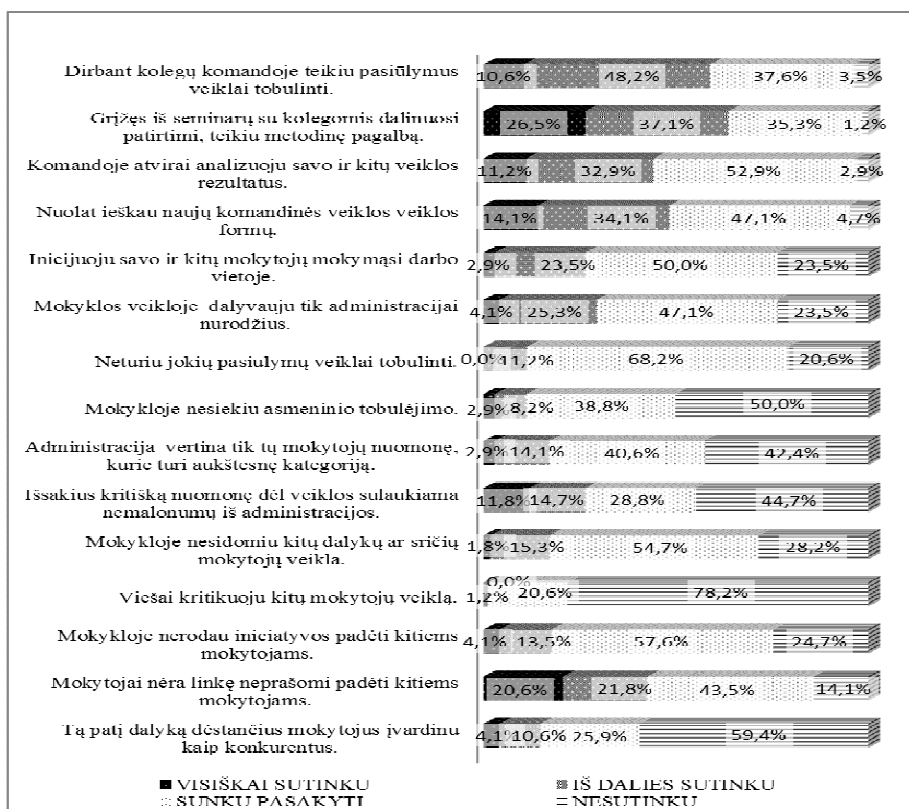 Dirbant kolegų komandoje teikiu pasiūlymus
veiklai tobulinti.
10,6% 48,2% 37,6% 3,5%
Grįžęs iš seminarų su kolegomis dalinuosi
patirtimi, teikiu metodinę pagalbą.
26,5% 37,1% 35,3% 1,2%
Komandoje atvirai analizuoju savo ir kitų veiklos
rezultatus.
11,2% 32,9% 52,9% 2,9%
Nuolat ieškau naujų komandinės veiklos veiklos
formų.
14,1% 34,1% 47,1% 4,7%
Inicijuoju savo ir kitų mokytojų mokymąsi darbo
vietoje.
2,9% 23,5% 50,0% 23,5%
Mokyklos veikloje dalyvauju tik administracijai
nurodžius.
4,1% 25,3% 47,1% 23,5%
Neturiu jokių pasiulymų veiklai tobulinti.
0,0% 11,2% 68,2% 20,6%
Mokykloje nesiekiu asmeninio tobulėjimo.
2,9% 8,2% 38,8% 50,0%
Administracija vertina tik tų mokytojų nuomonę,
kurie turi aukštesnę kategoriją.
2,9% 14,1% 40,6% 42,4%
Išsakius kritišką nuomonę dėl veiklos sulaukiama
nemalonumų iš administracijos.
11,8% 14,7% 28,8% 44,7%
Mokykloje nesidomiu kitų dalykų ar sričių
mokytojų veikla.
1,8% 15,3% 54,7% 28,2%
Viešai kritikuoju kitų mokytojų veiklą.
0,0%
1,2% 20,6% 78,2%
Mokykloje nerodau iniciatyvos padėti kitiems
mokytojams.
4,1% 13,5% 57,6% 24,7%
Mokytojai nėra linkę neprašomi padėti kitiems
mokytojams.
20,6% 21,8% 43,5% 14,1%
Tą patį dalyką dėstančius mokytojus įvardinu
kaip konkurentus.
4,1% 10,6% 25,9% 59,4%
VISIŠKAI SUTINKU IŠ DALIES SUTINKU
SUNKU PASAKYTI NESUTINKU